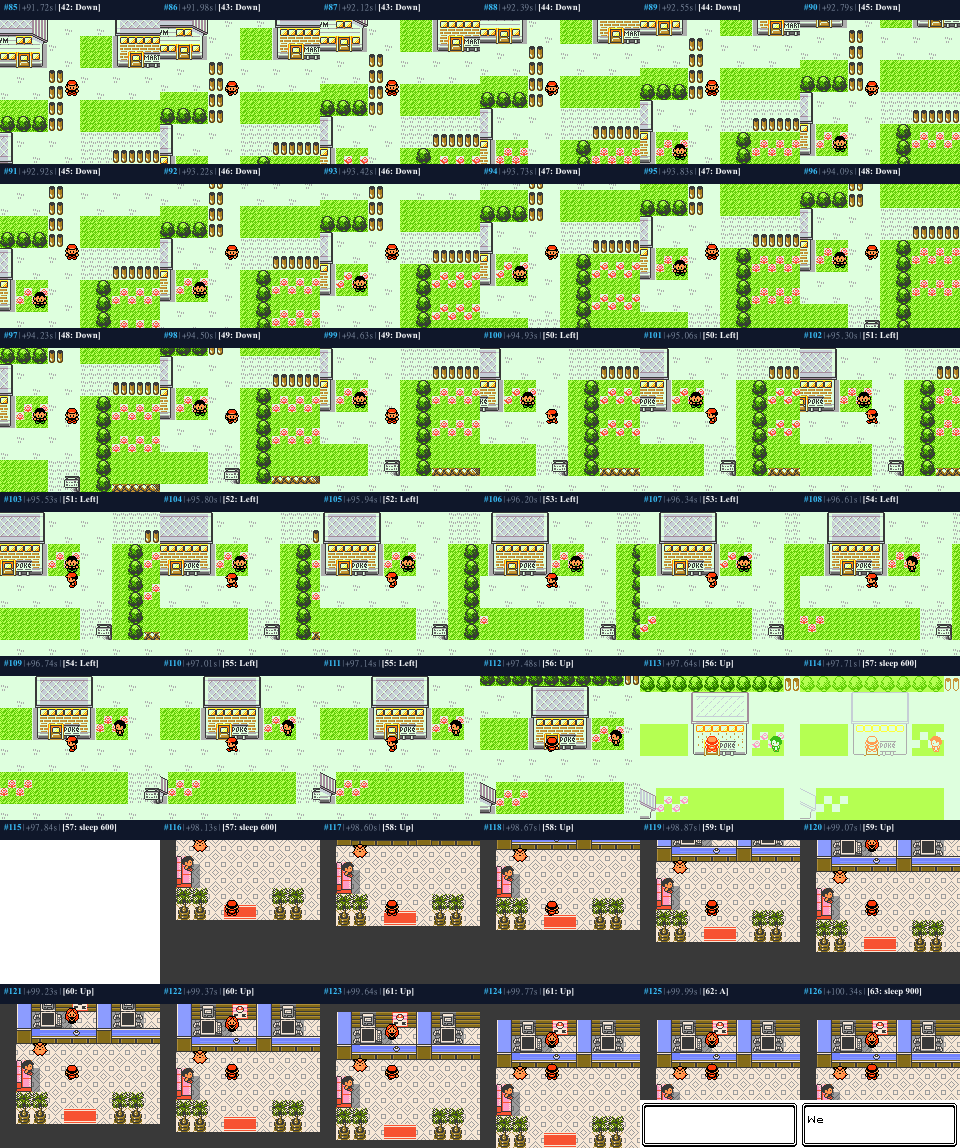 #85|+91.72s|[42: Down] #86|+91.98s|[43: Down] #87|+92.12s|[43: Down] #88|+92.39s|[44: Down] #89|+92.55s|[44: Down] #90|+92.79s|[45: Down]
MART MART MART MART
#91|+92.92s|[45: Down] #92|+93.22s|[46: Down] #93|+93.42s|[46: Down] #94|+93.73s|[47: Down] #95|+93.83s|[47: Down] #96|+94.09s|[48: Down]
#97|+94.23s|[48: Down] #98|+94.50s|[49: Down] #99|+94.63s|[49: Down] #100|+94.93s|[50: Left] #101|+95.06s|[50: Left] #102|+95.30s|[51: Left]
POKé POKé POKé
#103|+95.53s|[51: Left] #104|+95.80s|[52: Left] #105|+95.94s|[52: Left] #106|+96.20s|[53: Left] #107|+96.34s|[53: Left] #108|+96.61s|[54: Left]
POKé POKé POKé POKé POKé POKé
#109|+96.74s|[54: Left] #110|+97.01s|[55: Left] #111|+97.14s|[55: Left] #112|+97.48s|[56: Up] #113|+97.64s|[56: Up] #114|+97.71s|[57: sleep 600]
POKé POKé POKé POKé POKé POKé
#115|+97.84s|[57: sleep 600] #116|+98.13s|[57: sleep 600] #117|+98.60s|[58: Up] #118|+98.67s|[58: Up] #119|+98.87s|[59: Up] #120|+99.07s|[59: Up]
#121|+99.23s|[60: Up] #122|+99.37s|[60: Up] #123|+99.64s|[61: Up] #124|+99.77s|[61: Up] #125|+99.99s|[62: A] #126|+100.34s|[63: sleep 900]
We